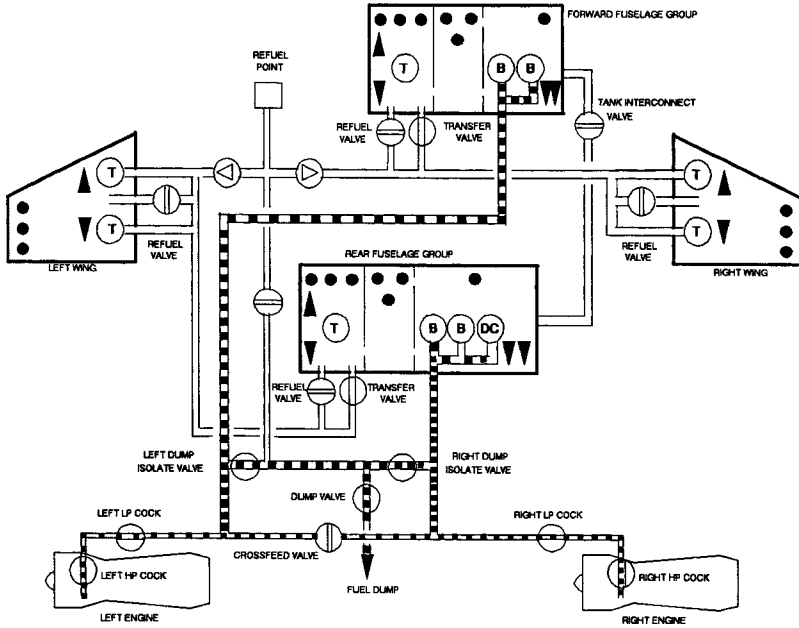 FORWARD FUSELAGE GROUP
REFUEL
POINT
T
B B
TANK INTERCONNECT
VALVE
REFUEL
VALVE
TRANSFER
VALVE
T
T
T
T
REFUEL
VALVE
REFUEL
VALVE
LEFT WING
RIGHT WING
REAR FUSELAGE GROUP
T
B B DC
REFUEL
VALVE
TRANSFER
VALVE
LEFT DUMP
ISOLATE VALVE
RIGHT DUMP
ISOLATE VALVE
DUMP VALVE
LEFT LP COCK
RIGHT LP COCK
CROSSFEED VALVE
LEFT HP COCK
RIGHT HP COCK
FUEL DUMP
LEFT ENGINE
RIGHT ENGINE